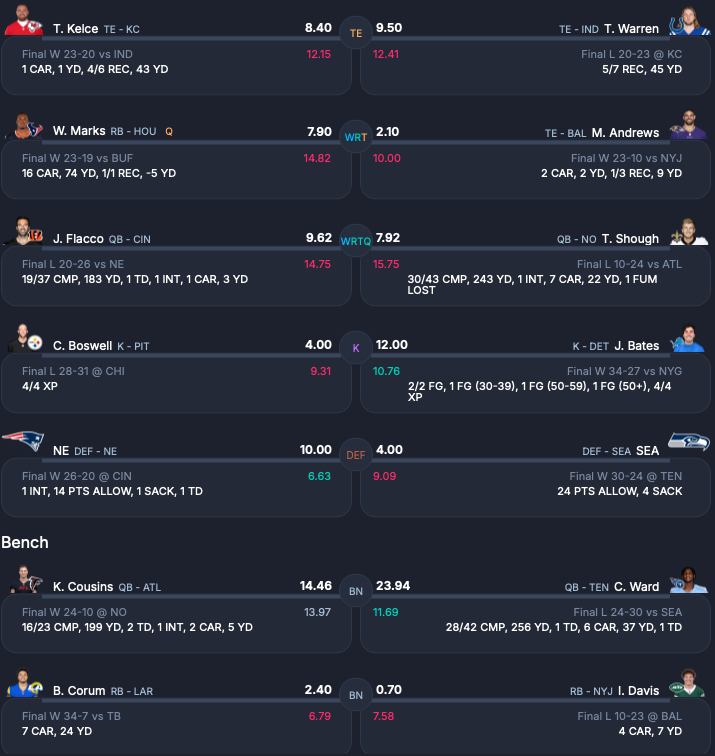 T. Kelce TE - KC 8.40 TE 9.50 TE - IND T. Warren
Final W 23-20 vs IND 12.15 12.41 Final L 20-23 @ KC
1 CAR, 1 YD, 4/6 REC, 43 YD 5/7 REC, 45 YD
W. Marks RB - HOU Q 7.90 WRT 2.10 TE - BAL M. Andrews
Final W 23-19 vs BUF 14.82 10.00 Final W 23-10 vs NYJ
16 CAR, 74 YD, 1/1 REC, -5 YD 2 CAR, 2 YD, 1/3 REC, 9 YD
J. Flacco QB - CIN 9.62 WRTQ 7.92 QB - NO T. Shough
Final L 20-26 vs NE 14.75 15.75 Final L 10-24 vs ATL
19/37 CMP, 183 YD, 1 TD, 1 INT, 1 CAR, 3 YD 30/43 CMP, 243 YD, 1 INT, 7 CAR, 22 YD, 1 FUM
LOST
C. Boswell K - PIT 4.00 K 12.00 K - DET J. Bates
Final L 28-31 @ CHI 9.31 10.76 Final W 34-27 vs NYG
4/4 XP 2/2 FG, 1 FG (30-39), 1 FG (50-59), 1 FG (50+), 4/4
XP
NE DEF - NE 10.00 DEF 4.00 DEF - SEA SEA
Final W 26-20 @ CIN 6.63 9.09 Final W 30-24 @ TEN
1 INT, 14 PTS ALLOW, 1 SACK, 1 TD 24 PTS ALLOW, 4 SACK
Bench
K. Cousins QB - ATL 14.46 BN 23.94 QB - TEN C. Ward
Final W 24-10 @ NO 13.97 11.69 Final L 24-30 vs SEA
16/23 CMP, 199 YD, 2 TD, 1 INT, 2 CAR, 5 YD 28/42 CMP, 256 YD, 1 TD, 6 CAR, 37 YD, 1 TD
B. Corum RB - LAR 2.40 BN 0.70 RB - NYJ I. Davis
Final W 34-7 vs TB 6.79 7.58 Final L 10-23 @ BAL
7 CAR, 24 YD 4 CAR, 7 YD